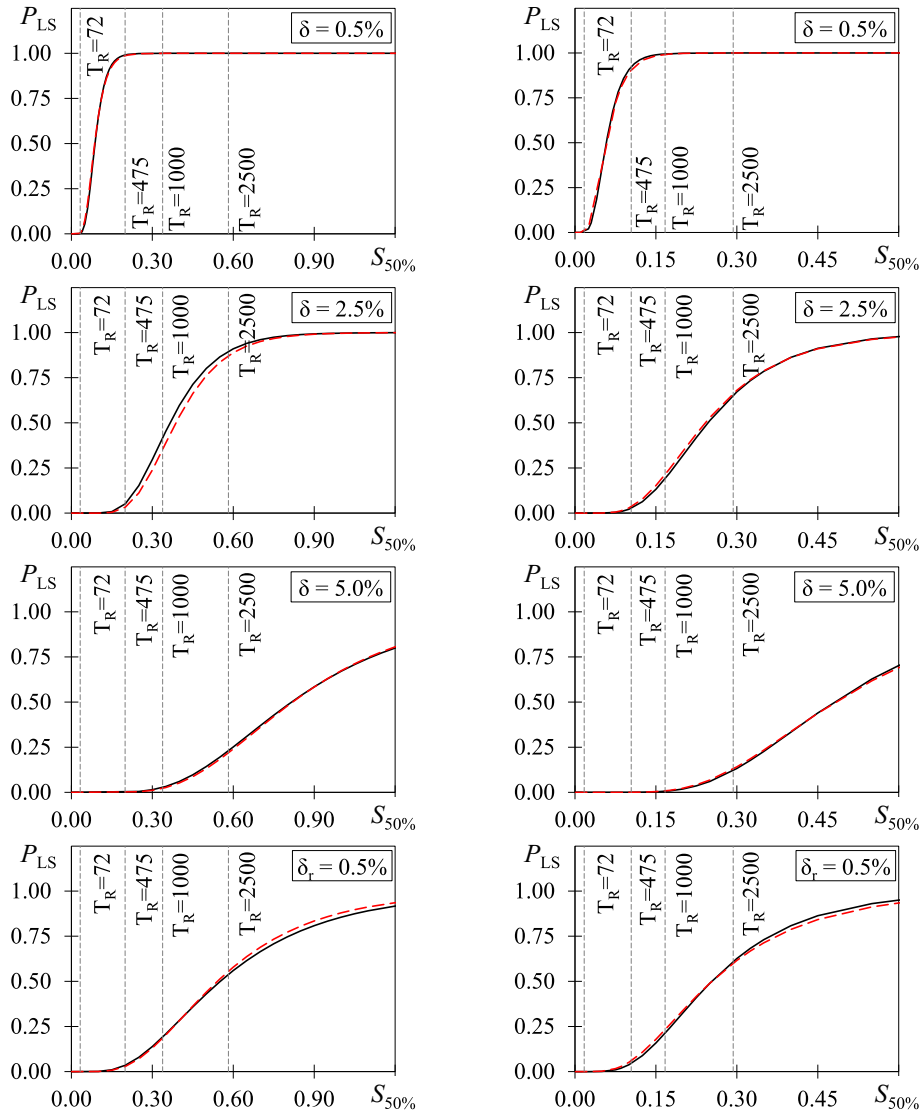 P_LS
δ = 0.5%
1.00
0.75
0.50
0.25
0.00
T_R=72
T_R=475
T_R=1000
T_R=2500
0.00 0.30 0.60 0.90 S_50%
P_LS
δ = 0.5%
1.00
0.75
0.50
0.25
0.00
T_R=72
T_R=475
T_R=1000
T_R=2500
0.00 0.15 0.30 0.45 S_50%
P_LS
δ = 2.5%
1.00
0.75
0.50
0.25
0.00
T_R=72
T_R=475
T_R=1000
T_R=2500
0.00 0.30 0.60 0.90 S_50%
P_LS
δ = 2.5%
1.00
0.75
0.50
0.25
0.00
T_R=72
T_R=475
T_R=1000
T_R=2500
0.00 0.15 0.30 0.45 S_50%
P_LS
δ = 5.0%
1.00
0.75
0.50
0.25
0.00
T_R=72
T_R=475
T_R=1000
T_R=2500
0.00 0.30 0.60 0.90 S_50%
P_LS
δ = 5.0%
1.00
0.75
0.50
0.25
0.00
T_R=72
T_R=475
T_R=1000
T_R=2500
0.00 0.15 0.30 0.45 S_50%
P_LS
δ_r = 0.5%
1.00
0.75
0.50
0.25
0.00
T_R=72
T_R=475
T_R=1000
T_R=2500
0.00 0.30 0.60 0.90 S_50%
P_LS
δ_r = 0.5%
1.00
0.75
0.50
0.25
0.00
T_R=72
T_R=475
T_R=1000
T_R=2500
0.00 0.15 0.30 0.45 S_50%